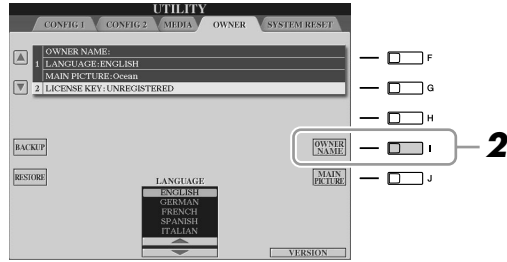 UTILITY
CONFIG 1 CONFIG 2 MEDIA OWNER SYSTEM RESET
OWNER NAME:
1 LANGUAGE:ENGLISH
MAIN PICTURE:Ocean
2 LICENSE KEY:UNREGISTERED
F
G
H
BACKUP
OWNER
NAME
I
2
RESTORE
MAIN
PICTURE
J
LANGUAGE
ENGLISH
GERMAN
FRENCH
SPANISH
ITALIAN
VERSION